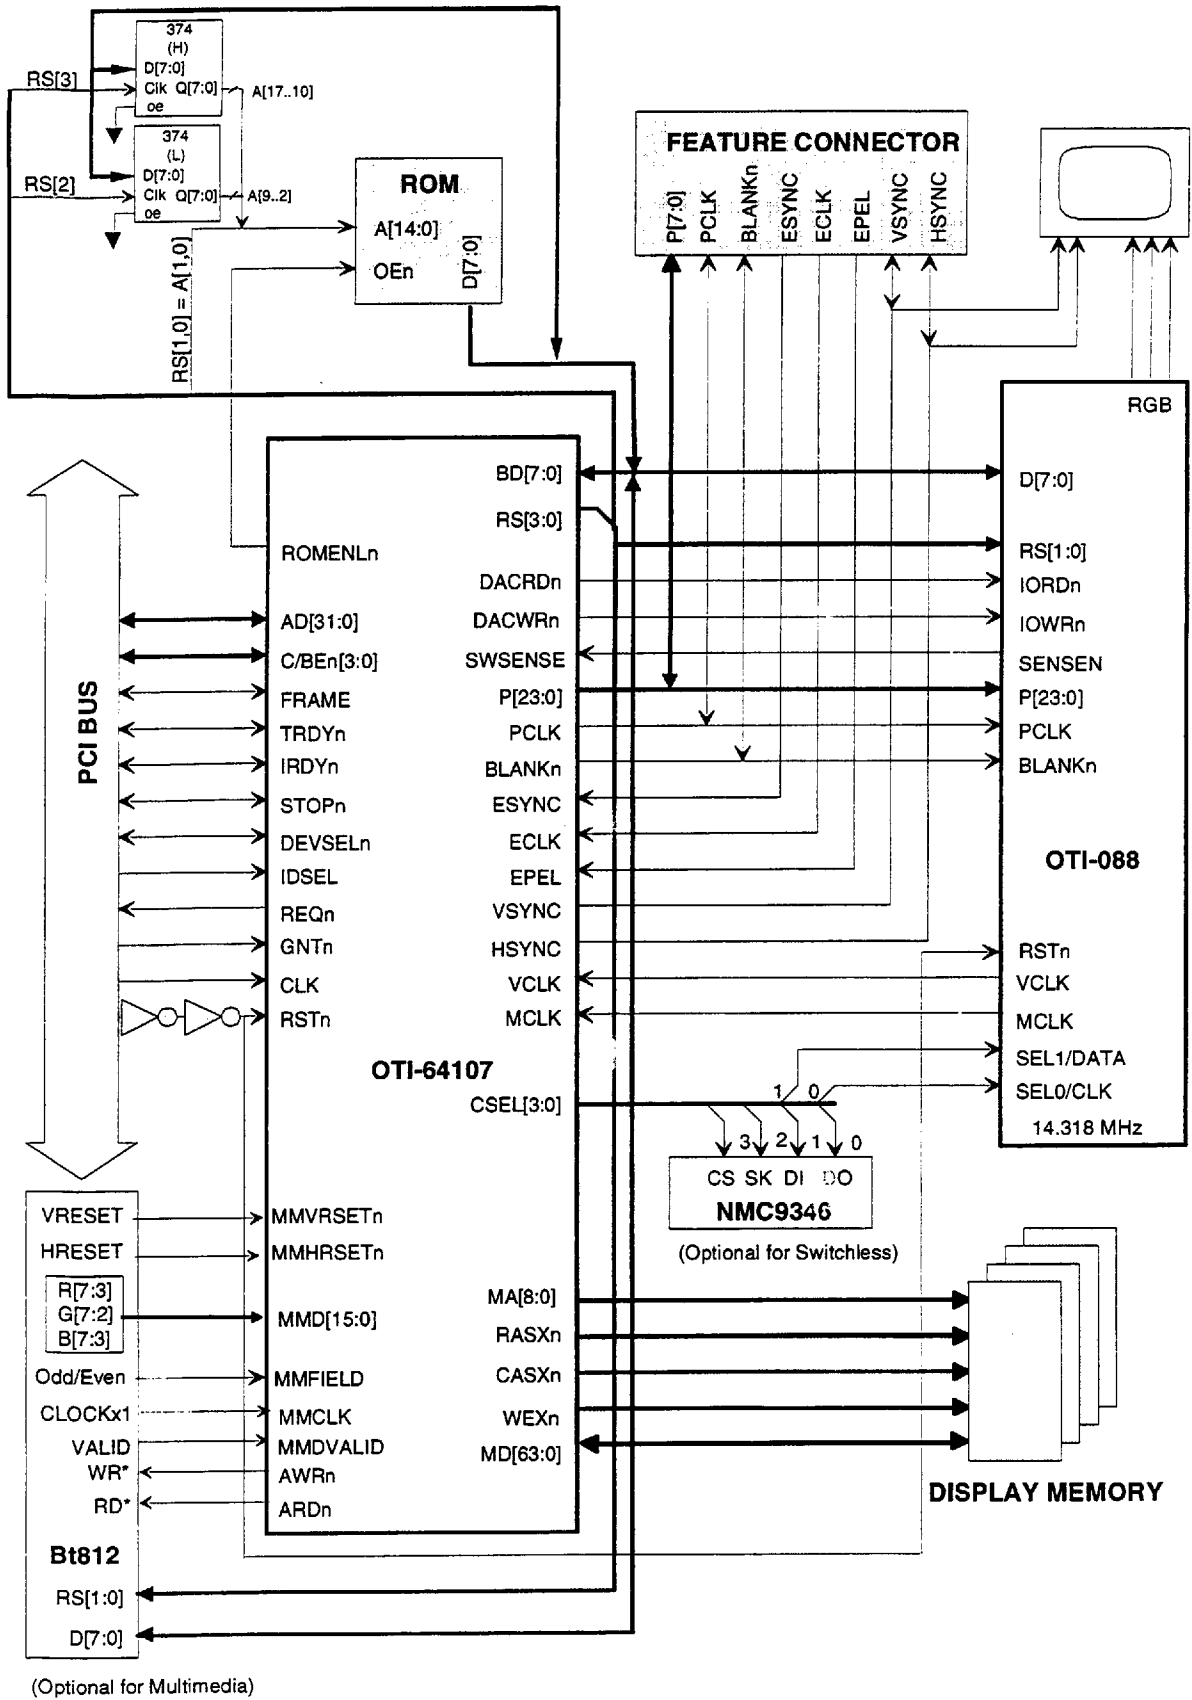 374
(H)
D[7:0]
Clk Q[7:0]
oe
RS[3]
A[17..10]
374
(L)
D[7:0]
Clk Q[7:0]
oe
RS[2]
A[9..2]
RS[1,0] = A[1,0]
ROM
A[14:0]
OEn
D[7:0]
FEATURE CONNECTOR
P[7:0]
PCLK
BLANKn
ESYNC
ECLK
EPEL
VSYNC
HSYNC
RGB
PCI BUS
ROMENLn
AD[31:0]
C/BEn[3:0]
FRAME
TRDYn
IRDYn
STOPn
DEVSELn
IDSEL
REQn
GNTn
CLK
RSTn
OTI-64107
BD[7:0]
RS[3:0]
DACRDn
DACWRn
SWSENSE
P[23:0]
PCLK
BLANKn
ESYNC
ECLK
EPEL
VSYNC
HSYNC
VCLK
MCLK
CSEL[3:0]
D[7:0]
RS[1:0]
IORDn
IOWRn
SENSEN
P[23:0]
PCLK
BLANKn
OTI-088
RSTn
VCLK
MCLK
SEL1/DATA
SEL0/CLK
14.318 MHz
1 0
3 2 1 0
CS SK DI DO
NMC9346
(Optional for Switchless)
VRESET
HRESET
R[7:3]
G[7:2]
B[7:3]
Odd/Even
CLOCKx1
VALID
WR*
RD*
Bt812
RS[1:0]
D[7:0]
(Optional for Multimedia)
MMVRSETn
MMHRSETn
MMD[15:0]
MMFIELD
MMCLK
MMDVALID
AWRn
ARDn
MA[8:0]
RASXn
CASXn
WEXn
MD[63:0]
DISPLAY MEMORY